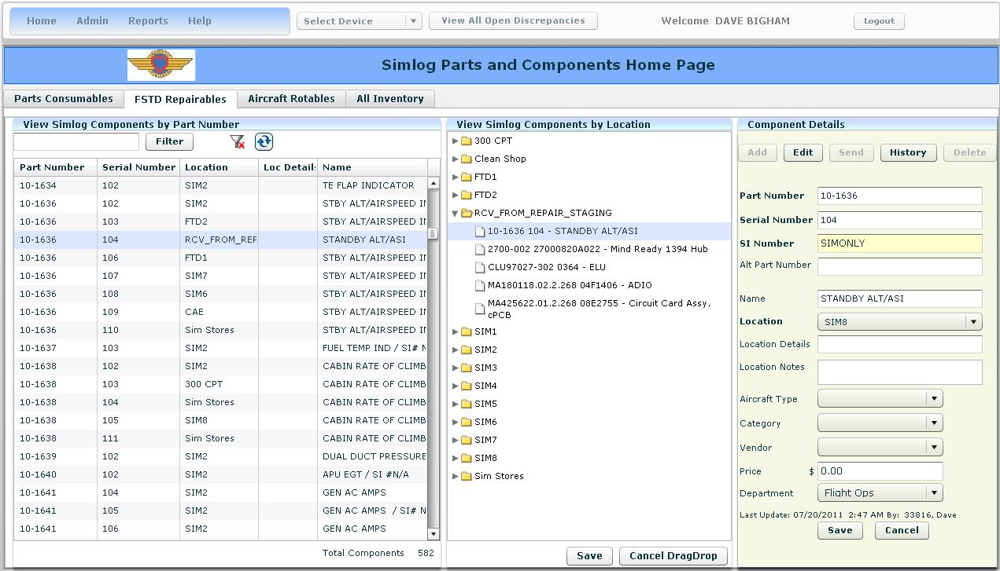 Home Admin Reports Help Select Device View All Open Discrepancies Welcome DAVE BIGHAM Logout
Simlog Parts and Components Home Page
Parts Consumables FSTD Repairables Aircraft Rotables All Inventory
View Simlog Components by Part Number
Filter
Part Number Serial Number Location Loc Details Name
10-1634 102 SIM2 TE FLAP INDICATOR
10-1636 102 SIM2 STBY ALT/AIRSPEED IN
10-1636 103 FTD2 STBY ALT/AIRSPEED IN
10-1636 104 RCV_FROM_REP STANDBY ALT/ASI
10-1636 106 FTD1 STBY ALT/AIRSPEED IN
10-1636 107 SIM7 STBY ALT/AIRSPEED IN
10-1636 108 SIM6 STBY ALT/AIRSPEED IN
10-1636 109 CAE STBY ALT/AIRSPEED IN
10-1636 110 Sim Stores STBY ALT/AIRSPEED IN
10-1637 103 SIM2 FUEL TEMP IND / SI# N
10-1638 102 SIM2 CABIN RATE OF CLIMB
10-1638 103 300 CPT CABIN RATE OF CLIMB
10-1638 104 Sim Stores CABIN RATE OF CLIMB
10-1638 105 SIM8 CABIN RATE OF CLIMB
10-1638 111 Sim Stores CABIN RATE OF CLIMB
10-1639 102 SIM2 DUAL DUCT PRESSURE
10-1640 102 SIM2 APU EGT / SI #N/A
10-1641 104 SIM2 GEN AC AMPS
10-1641 105 SIM2 GEN AC AMPS / SI# N
10-1641 106 SIM2 GEN AC AMPS
Total Components 582
View Simlog Components by Location
300 CPT
Clean Shop
FTD1
FTD2
RCV_FROM_REPAIR_STAGING
10-1636 104 - STANDBY ALT/ASI
2700-002 27000820A022 - Mind Ready 1394 Hub
CLU97027-302 0364 - ELU
MA180118.02.2.268 04F1406 - ADIO
MA425622.01.2.268 08E2755 - Circuit Card Assy.
cPCB
SIM1
SIM2
SIM3
SIM4
SIM5
SIM6
SIM7
SIM8
Sim Stores
Save Cancel DragDrop
Component Details
Add Edit Send History Delete
Part Number 10-1636
Serial Number 104
SI Number SIMONLY
Alt Part Number
Name STANDBY ALT/ASI
Location SIM8
Location Details
Location Notes
Aircraft Type
Category
Vendor
Price $ 0.00
Department Flight Ops
Last Update: 07/20/2011 2:47 AM By: 33816, Dave
Save Cancel